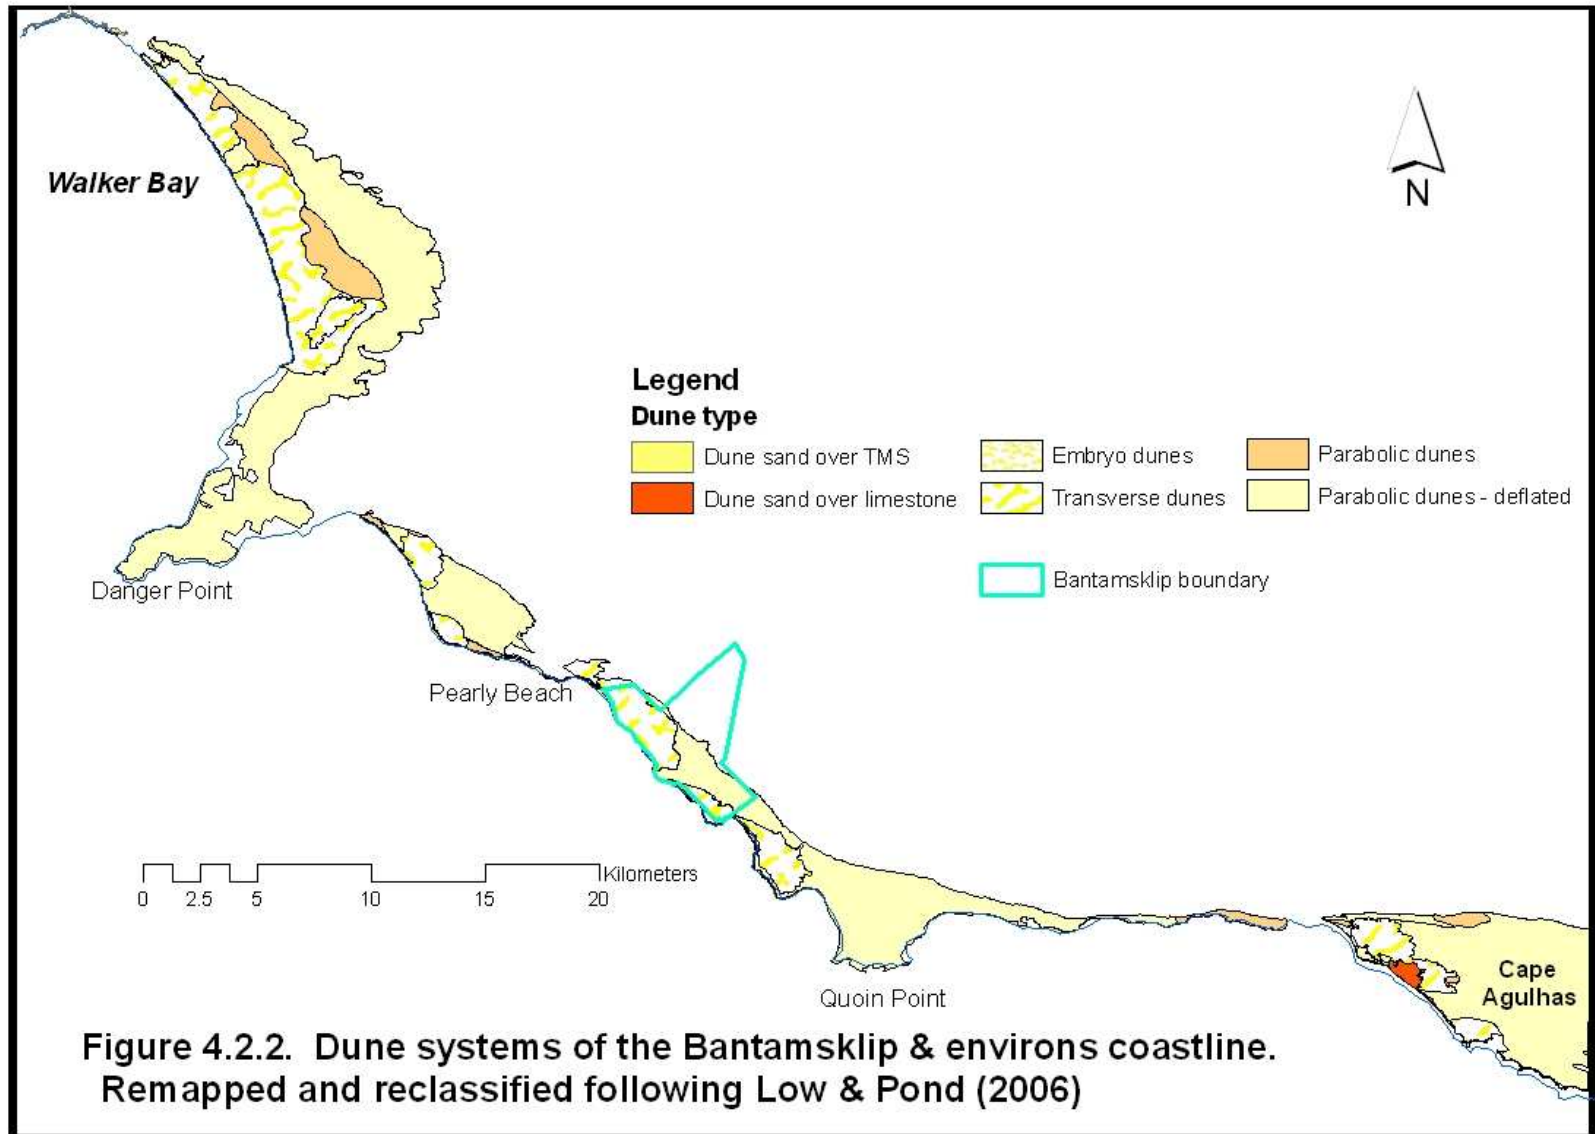 Walker Bay
N
Legend
Dune type
Dune sand over TMS
Embryo dunes
Parabolic dunes
Dune sand over limestone
Transverse dunes
Parabolic dunes - deflated
Bantamsklip boundary
Danger Point
Pearly Beach
Kilometers
0 2.5 5 10 15 20
Cape
Agulhas
Quoin Point
Figure 4.2.2. Dune systems of the Bantamsklip & environs coastline.
Remapped and reclassified following Low & Pond (2006)